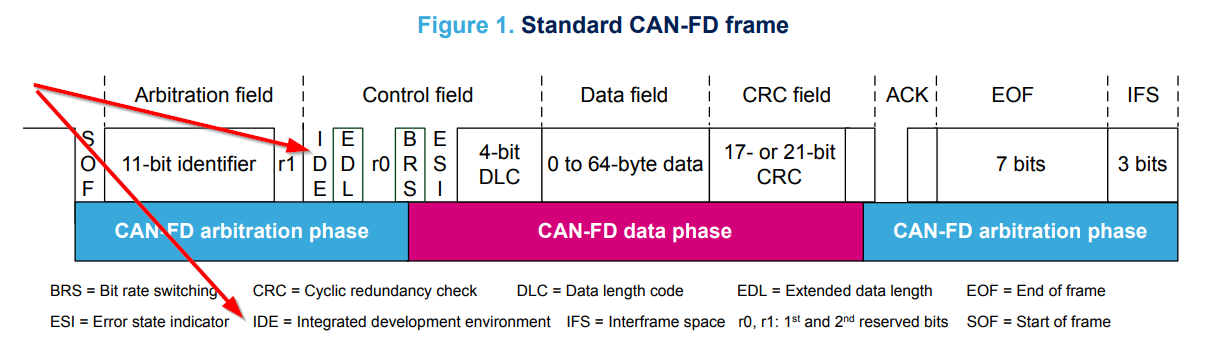 Figure 1. Standard CAN-FD frame
Arbitration field Control field Data field CRC field ACK EOF IFS
SOF 11-bit identifier r1 IDE EDL r0 BRS ESI 4-bit DLC 0 to 64-byte data 17- or 21-bit CRC 7 bits 3 bits
CAN-FD arbitration phase CAN-FD data phase CAN-FD arbitration phase
BRS = Bit rate switching CRC = Cyclic redundancy check DLC = Data length code EDL = Extended data length EOF = End of frame
ESI = Error state indicator IDE = Integrated development environment IFS = Interframe space r0, r1: 1st and 2nd reserved bits SOF = Start of frame